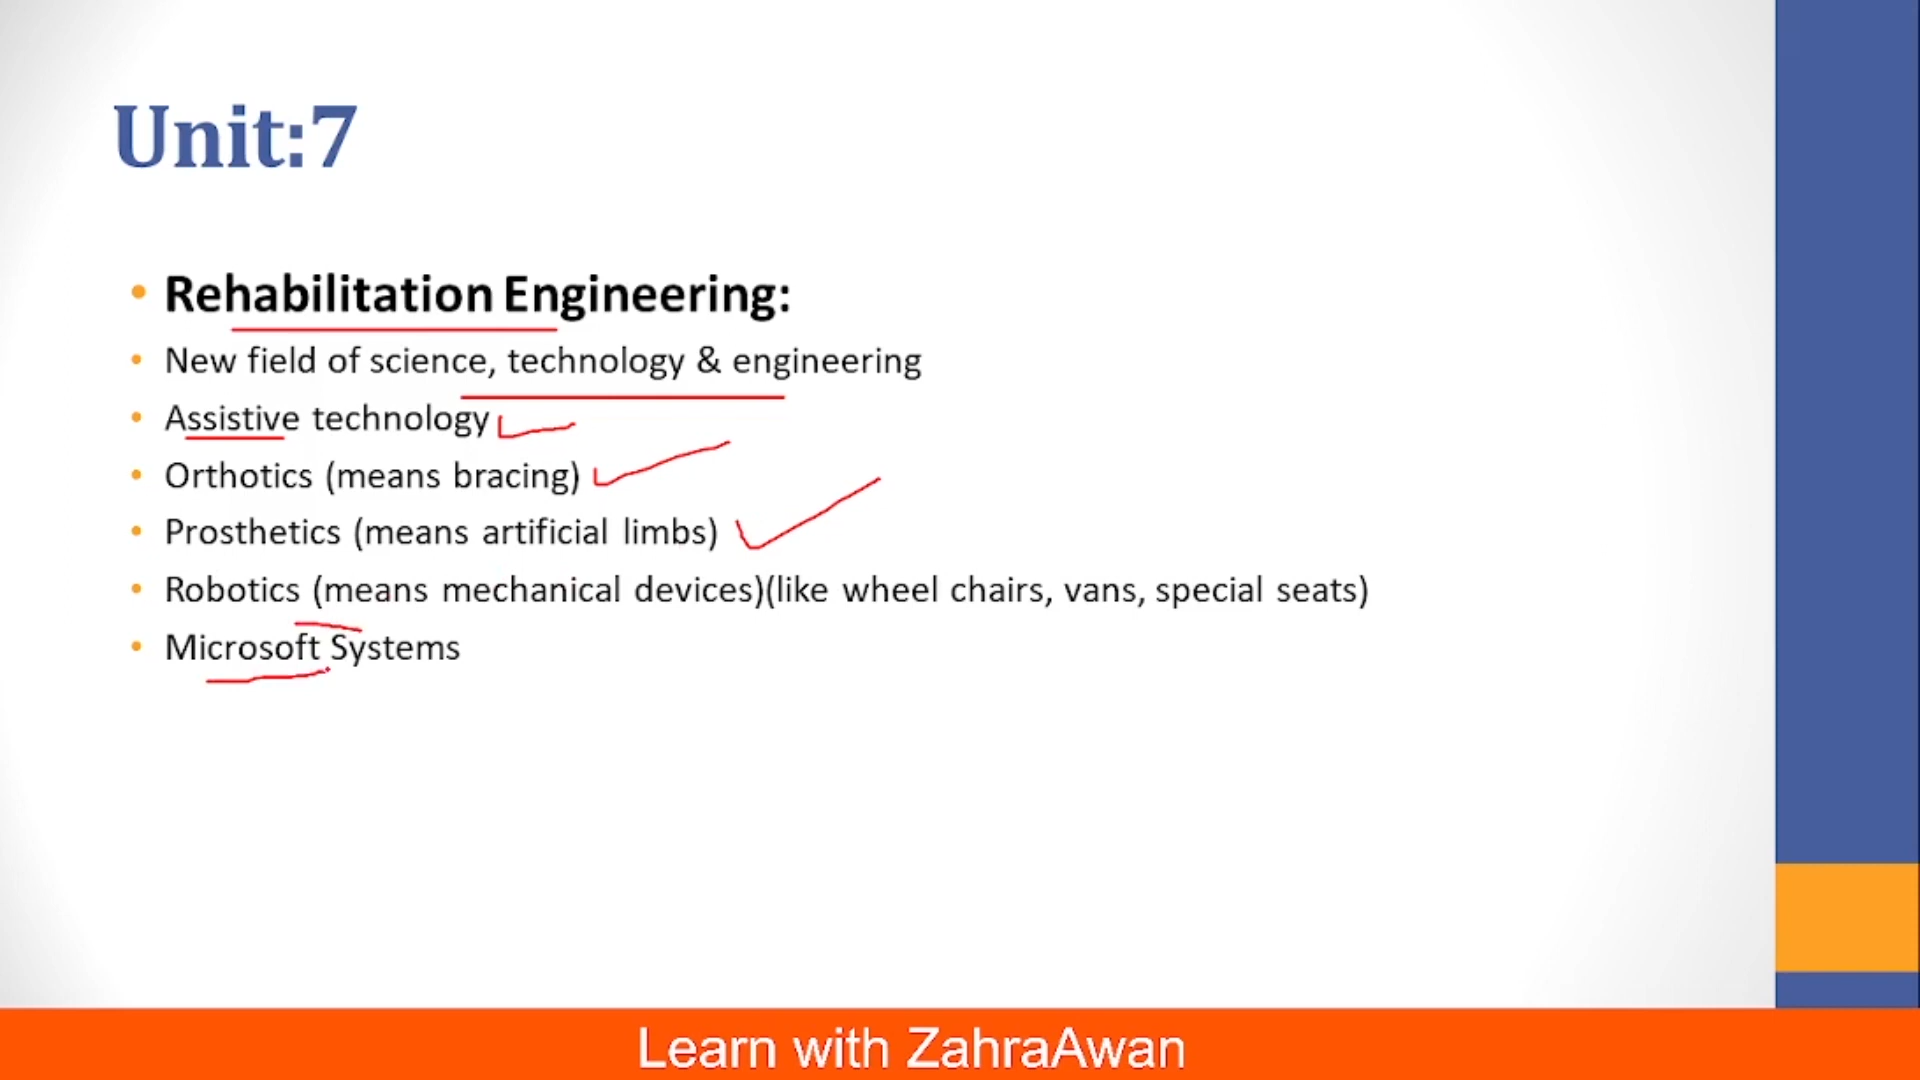 Unit:7
• Rehabilitation Engineering:
• New field of science, technology & engineering
• Assistive technology
• Orthotics (means bracing)
• Prosthetics (means artificial limbs)
• Robotics (means mechanical devices)(like wheel chairs, vans, special seats)
• Microsoft Systems
Learn with ZahraAwan